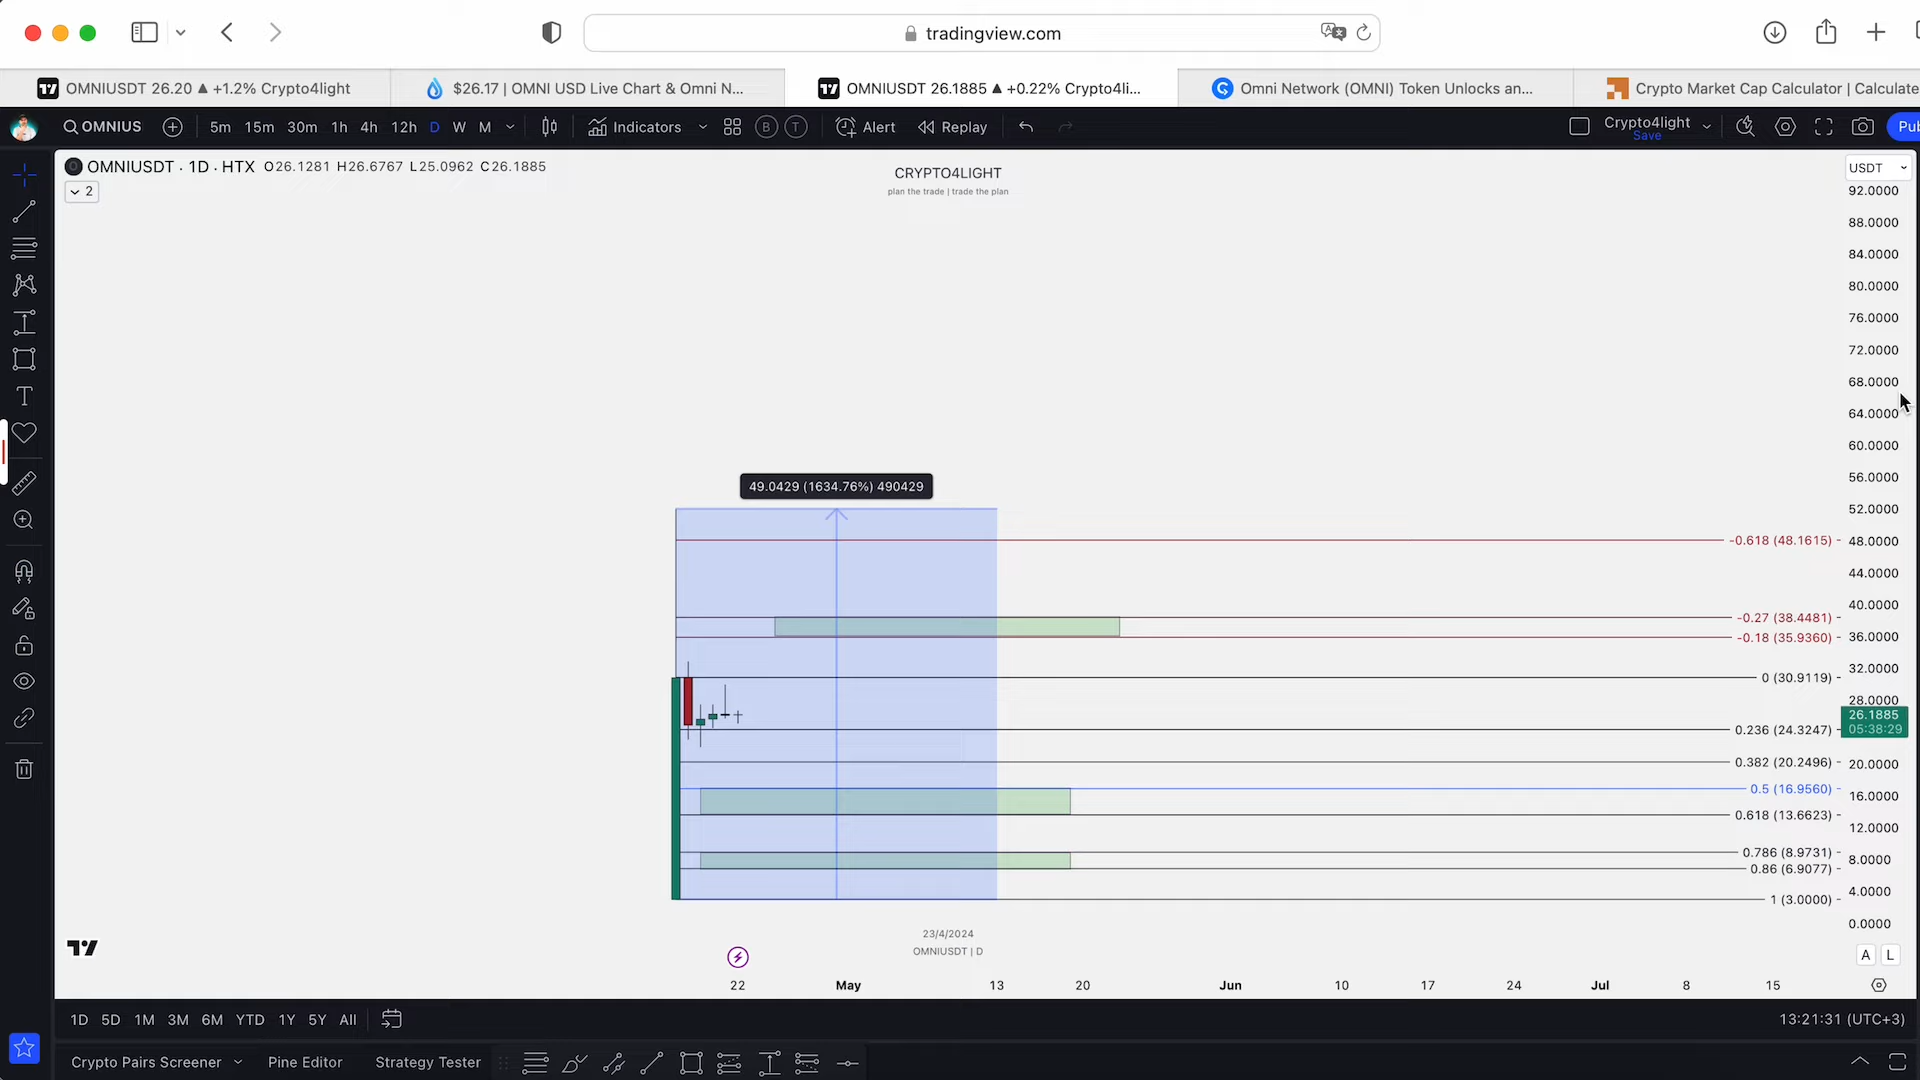 tradingview.com
OMNIUSDT 26.20 ▲ +1.2% Crypto4light
$26.17 | OMNI USD Live Chart & Omni N...
OMNIUSDT 26.1885 ▲ +0.22% Crypto4li...
Omni Network (OMNI) Token Unlocks an...
Crypto Market Cap Calculator | Calculate
OMNIUS 5m 15m 30m 1h 4h 12h D W M Indicators B T Alert Replay Crypto4light Save Pub
OMNIUSDT · 1D · HTX O26.1281 H26.6767 L25.0962 C26.1885
2
CRYPTO4LIGHT
plan the trade | trade the plan
USDT
92.0000
88.0000
84.0000
80.0000
76.0000
72.0000
68.0000
64.0000
60.0000
56.0000
49.0429 (1634.76%) 490429
52.0000
-0.618 (48.1615) 48.0000
44.0000
40.0000
-0.27 (38.4481)
-0.18 (35.9360) 36.0000
32.0000
0 (30.9119)
28.0000
26.1885
05:38:29
0.236 (24.3247)
0.382 (20.2496) 20.0000
0.5 (16.9560) 16.0000
0.618 (13.6623)
12.0000
0.786 (8.9731) 8.0000
0.86 (6.9077)
4.0000
1 (3.0000)
0.0000
23/4/2024
OMNIUSDT | D
A L
22 May 13 20 Jun 10 17 24 Jul 8 15
1D 5D 1M 3M 6M YTD 1Y 5Y All 13:21:31 (UTC+3)
Crypto Pairs Screener Pine Editor Strategy Tester